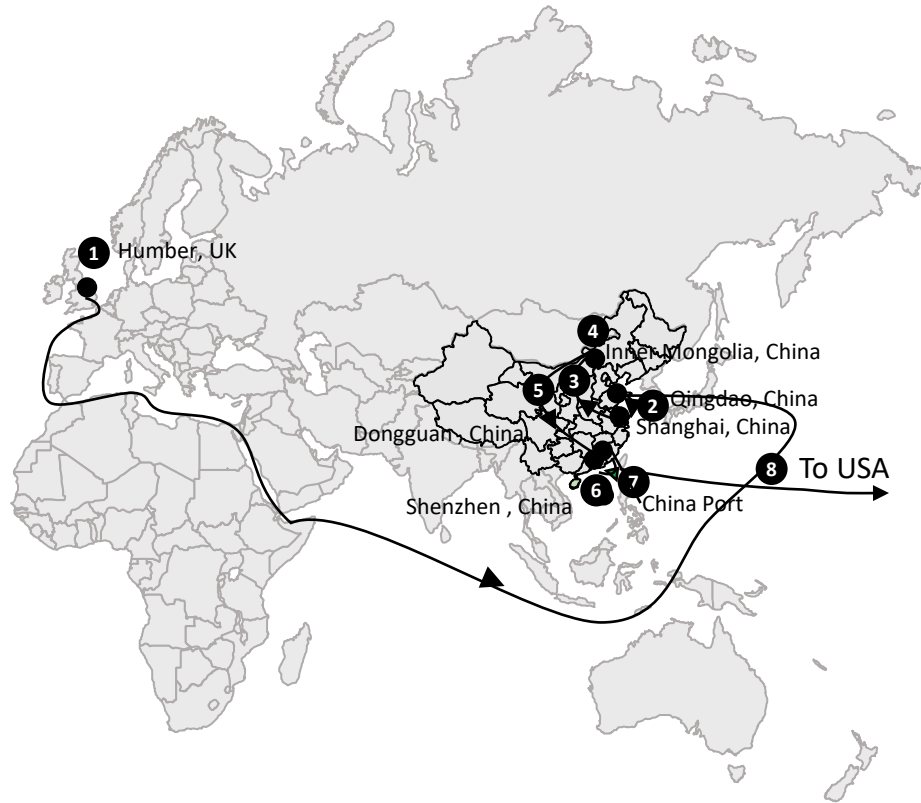 1 Humber, UK
4
Inner Mongolia, China
5 3
2 Qingdao, China
Dongguan , China
Shanghai, China
8 To USA
6 7
Shenzhen , China
China Port